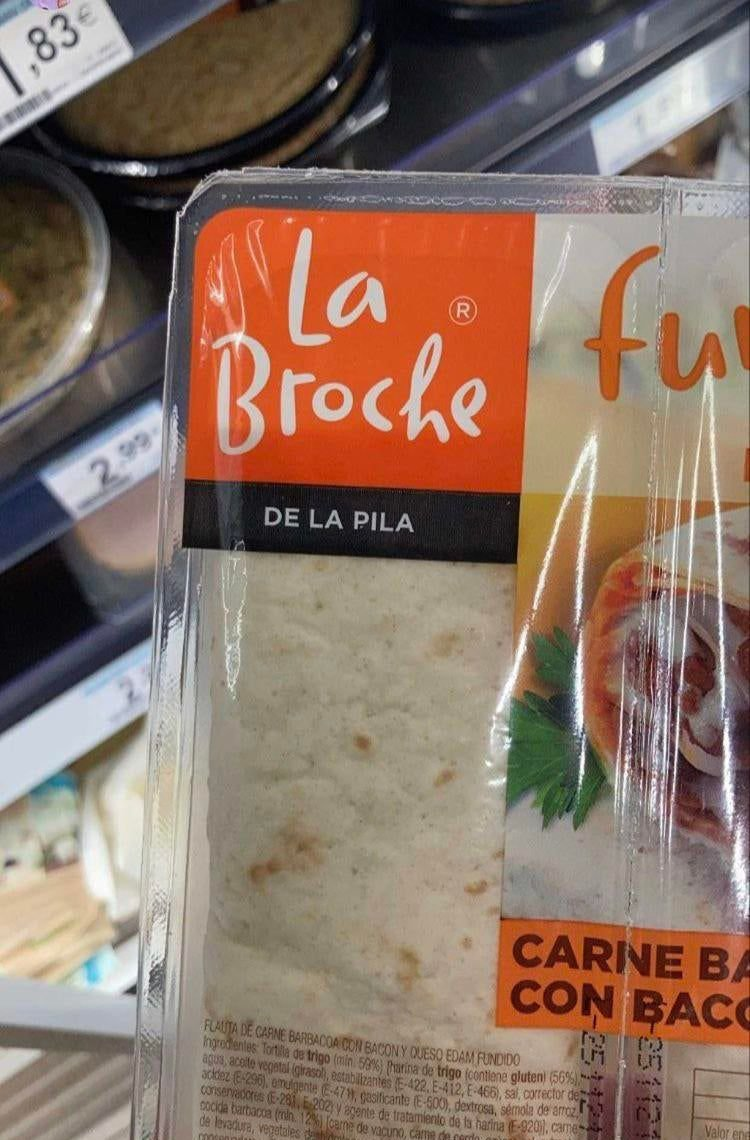 ,83€
2,99
La
Broche
®
DE LA PILA
fu
CARNE BA
CON BACO
FLAUTA DE CARNE BARBACOA CON BACON Y QUESO EDAM FUNDIDO
Ingredientes: Tortilla de trigo (mín. 59%) [harina de trigo (contiene gluten) (56%),
agua, aceite vegetal (girasol), estabilizantes (E-422, E-412, E-466), sal, corrector de
acidez (E-296), emulgente (E-471), gasificante (E-500), dextrosa, sémola de arroz,
conservadores (E-281, E-202) y agente de tratamiento de la harina (E-920)], carne
cocida barbacoa (mín. 12%) [carne de vacuno, carne de cerdo,
de levadura, vegetales
Valor ener